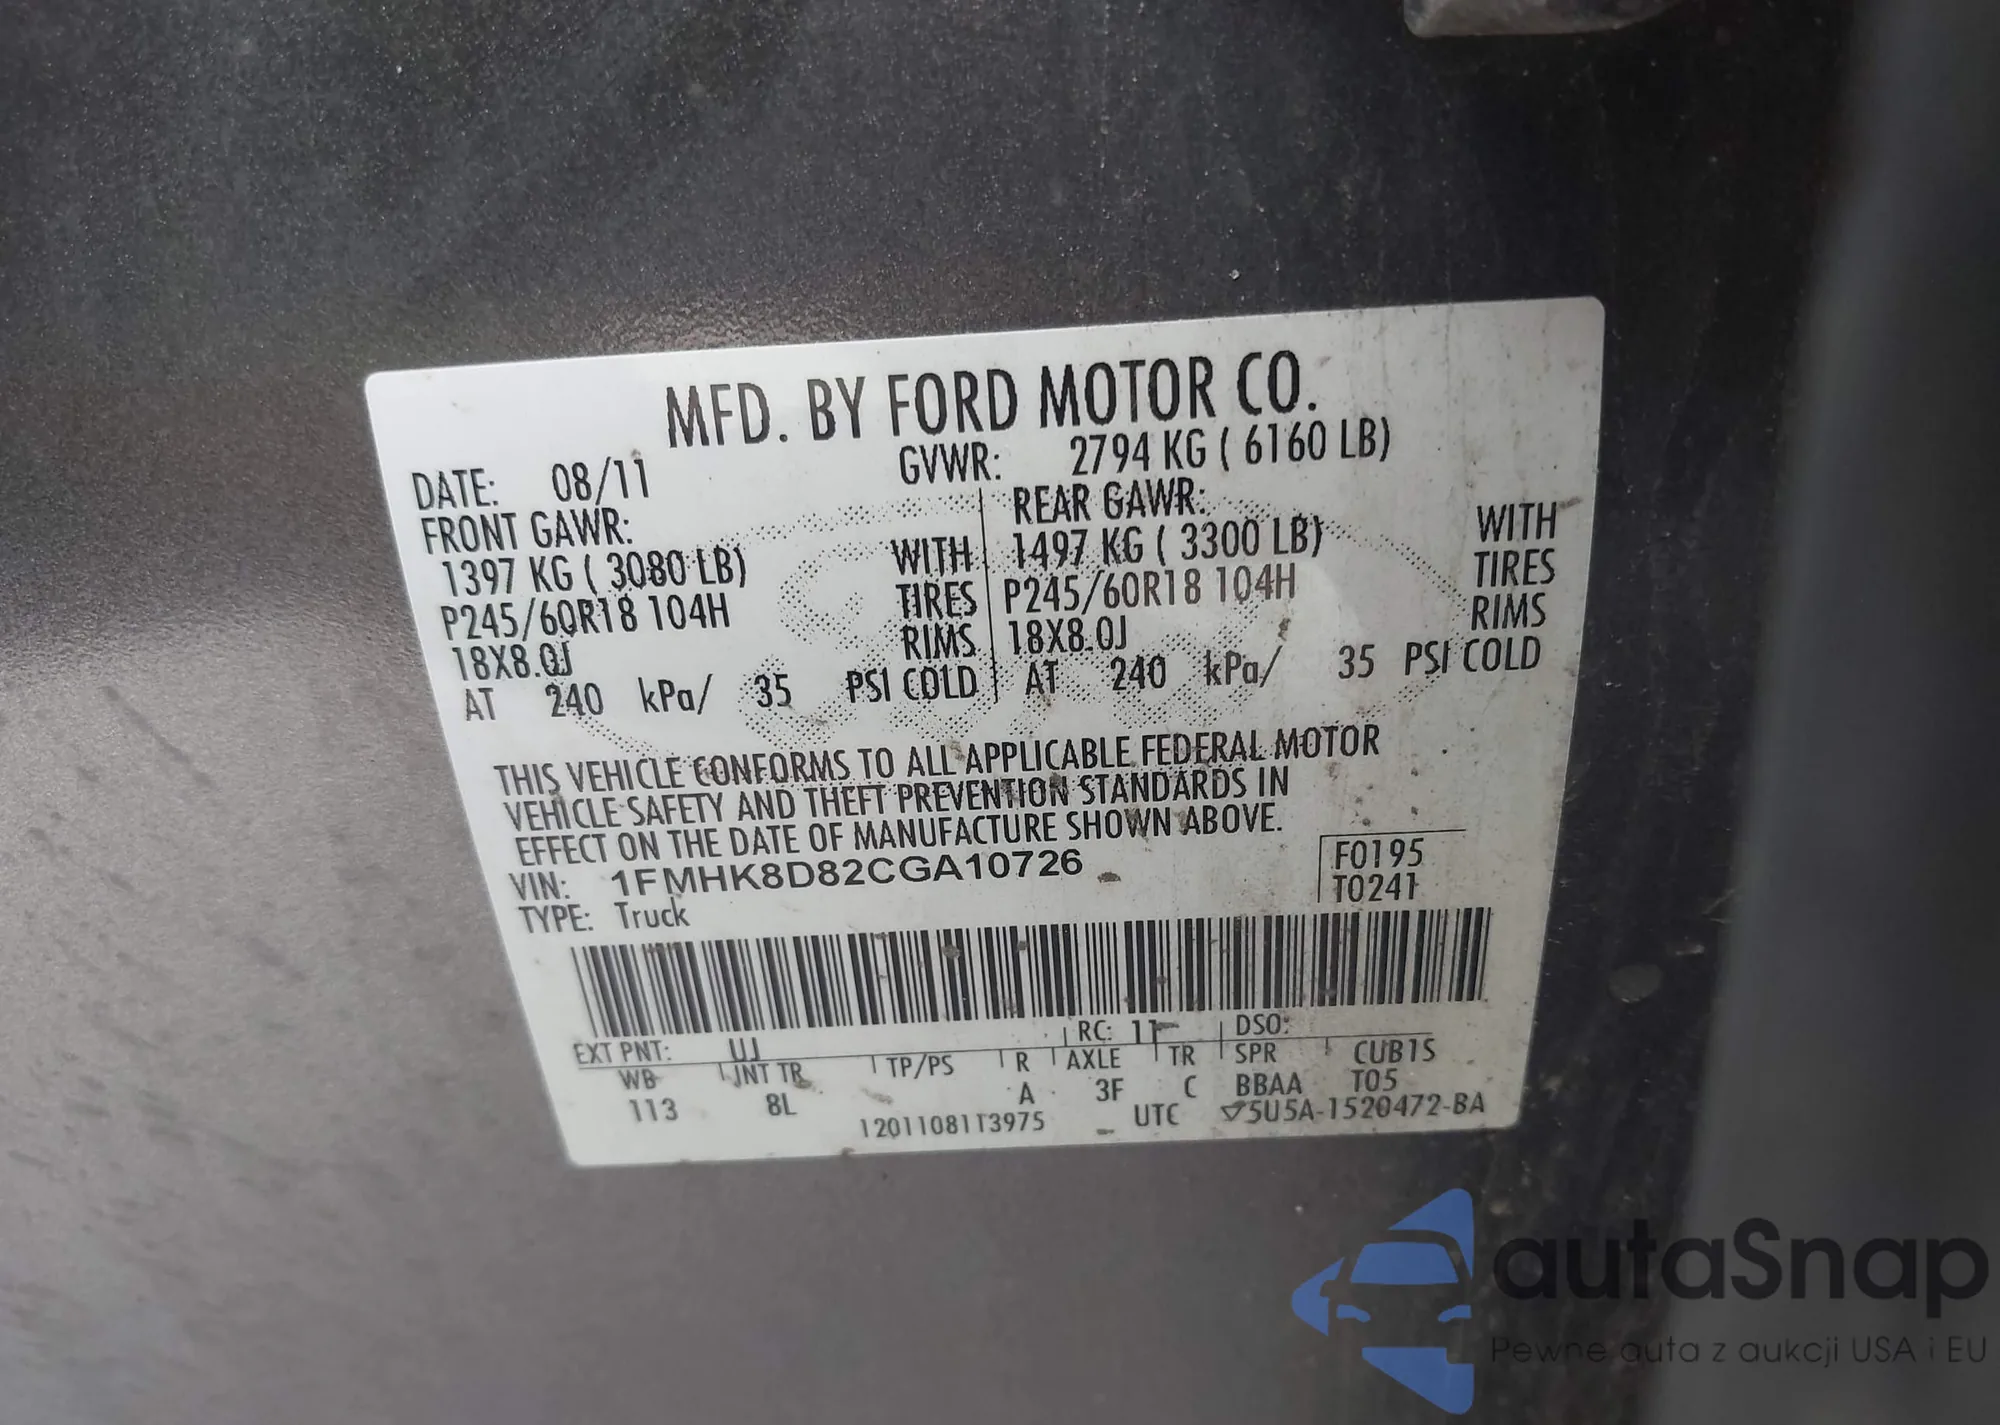 MFD. BY FORD MOTOR CO.
DATE: 08/11 GVWR: 2794 KG ( 6160 LB)
FRONT GAWR: REAR GAWR:
1397 KG ( 3080 LB) WITH 1497 KG ( 3300 LB) WITH
P245/60R18 104H TIRES P245/60R18 104H TIRES
18X8.0J RIMS 18X8.0J RIMS
AT 240 kPa/ 35 PSI COLD AT 240 kPa/ 35 PSI COLD
THIS VEHICLE CONFORMS TO ALL APPLICABLE FEDERAL MOTOR
VEHICLE SAFETY AND THEFT PREVENTION STANDARDS IN
EFFECT ON THE DATE OF MANUFACTURE SHOWN ABOVE.
VIN: 1FMHK8D82CGA10726 F0195
TYPE: Truck T0241
EXT PNT: UJ RC: 11 DSO:
WB INT TR TP/PS R AXLE TR SPR CUB1S
113 8L A 3F C BBAA T05
1201108113975 UTC ▽5U5A-1520472-BA
autaSnap
Pewne auta z aukcji USA i EU